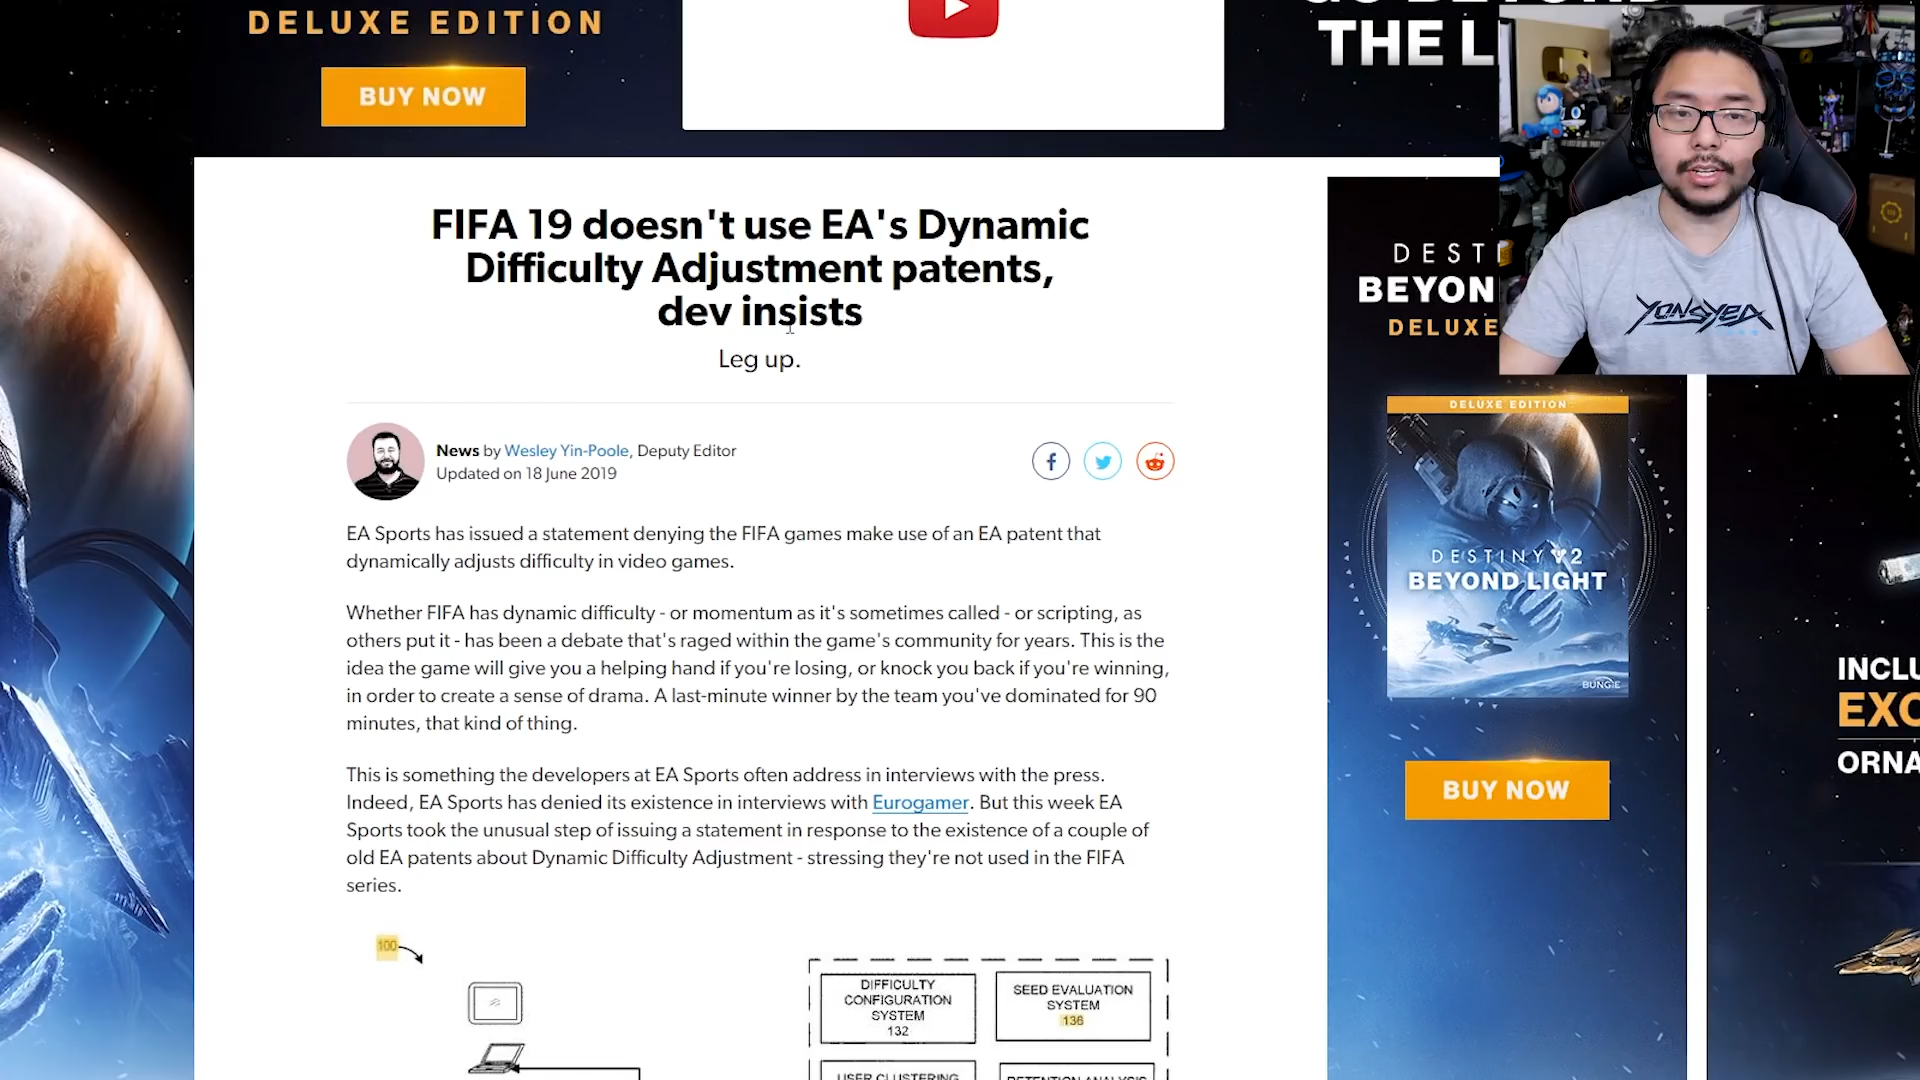 DELUXE EDITION
BUY NOW
THE L
FIFA 19 doesn't use EA's Dynamic
Difficulty Adjustment patents,
dev insists
Leg up.
News by Wesley Yin-Poole, Deputy Editor
Updated on 18 June 2019
EA Sports has issued a statement denying the FIFA games make use of an EA patent that
dynamically adjusts difficulty in video games.
Whether FIFA has dynamic difficulty - or momentum as it's sometimes called - or scripting, as
others put it - has been a debate that's raged within the game's community for years. This is the
idea the game will give you a helping hand if you're losing, or knock you back if you're winning,
in order to create a sense of drama. A last-minute winner by the team you've dominated for 90
minutes, that kind of thing.
This is something the developers at EA Sports often address in interviews with the press.
Indeed, EA Sports has denied its existence in interviews with Eurogamer. But this week EA
Sports took the unusual step of issuing a statement in response to the existence of a couple of
old EA patents about Dynamic Difficulty Adjustment - stressing they're not used in the FIFA
series.
100
DIFFICULTY
CONFIGURATION
SYSTEM
132
SEED EVALUATION
SYSTEM
136
USER CLUSTERING
RETENTION ANALYSIS
YONGYEA
DESTI
BEYON
DELUXE
DELUXE EDITION
DESTINY 2
BEYOND LIGHT
BUNGIE
BUY NOW
INCLU
EXC
ORNA